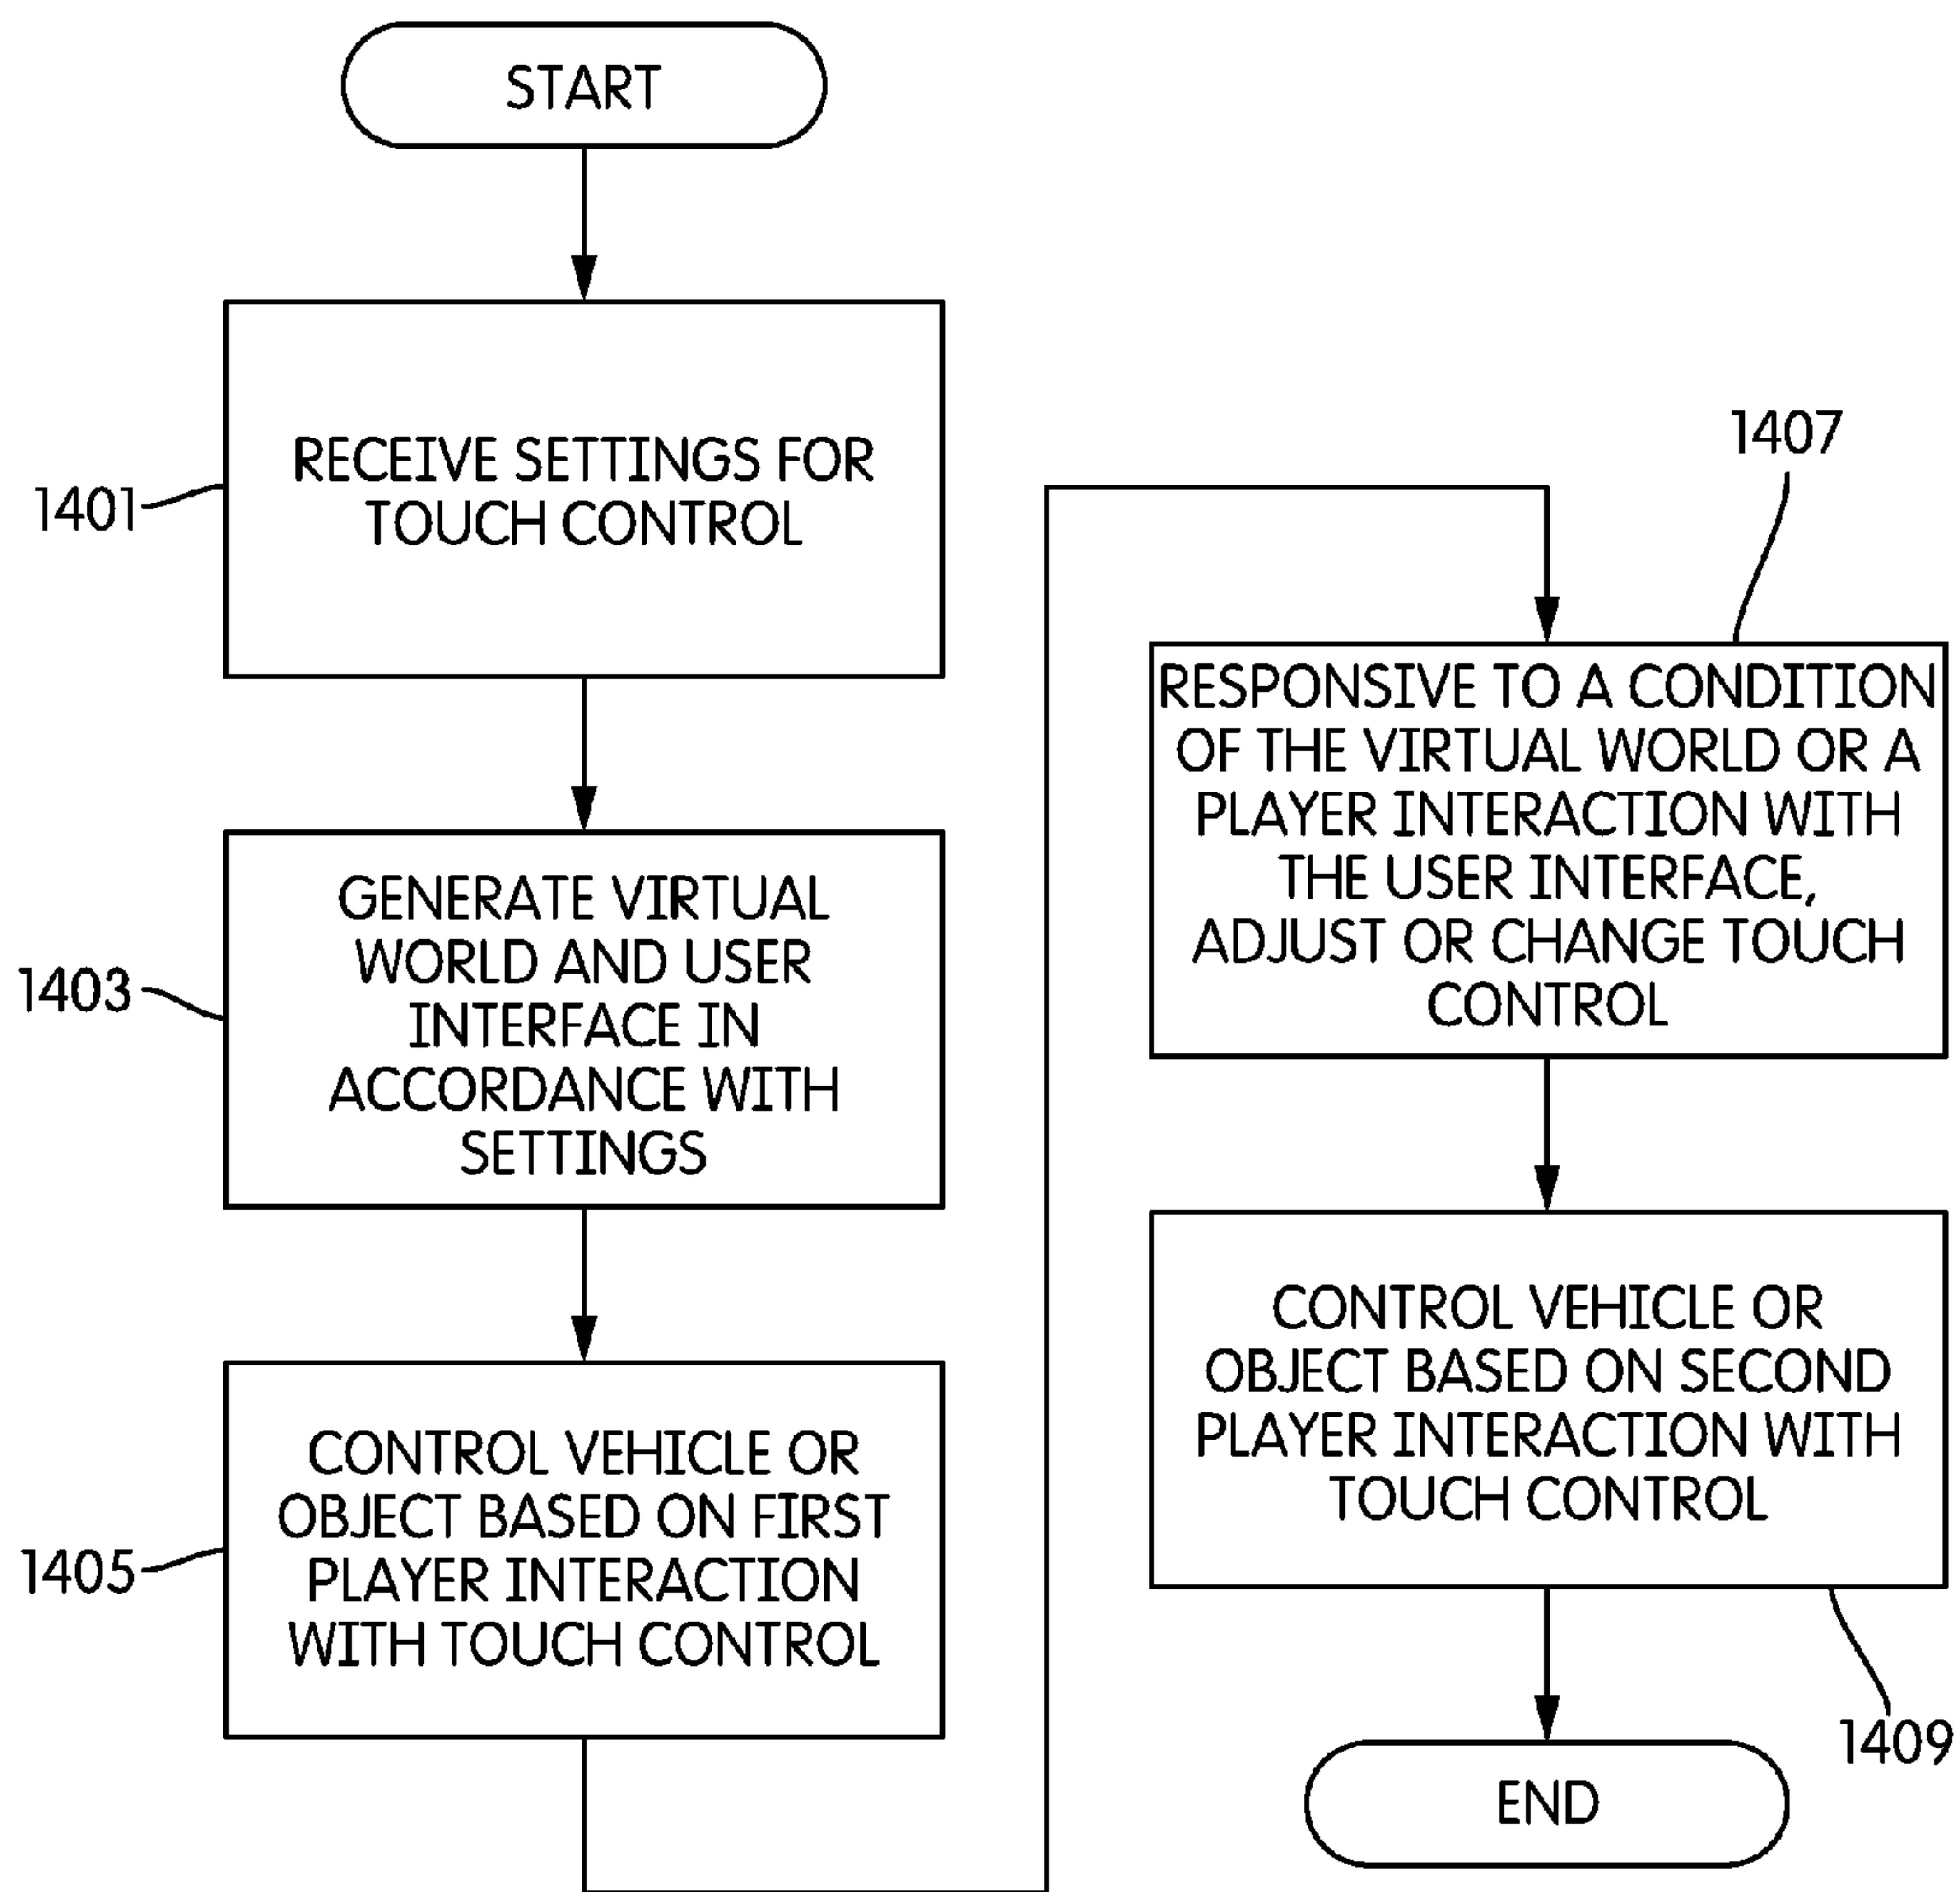 START
RECEIVE SETTINGS FOR
TOUCH CONTROL
1401
GENERATE VIRTUAL
WORLD AND USER
INTERFACE IN
ACCORDANCE WITH
SETTINGS
1403
CONTROL VEHICLE OR
OBJECT BASED ON FIRST
PLAYER INTERACTION
WITH TOUCH CONTROL
1405
1407
RESPONSIVE TO A CONDITION
OF THE VIRTUAL WORLD OR A
PLAYER INTERACTION WITH
THE USER INTERFACE,
ADJUST OR CHANGE TOUCH
CONTROL
CONTROL VEHICLE OR
OBJECT BASED ON SECOND
PLAYER INTERACTION WITH
TOUCH CONTROL
1409
END